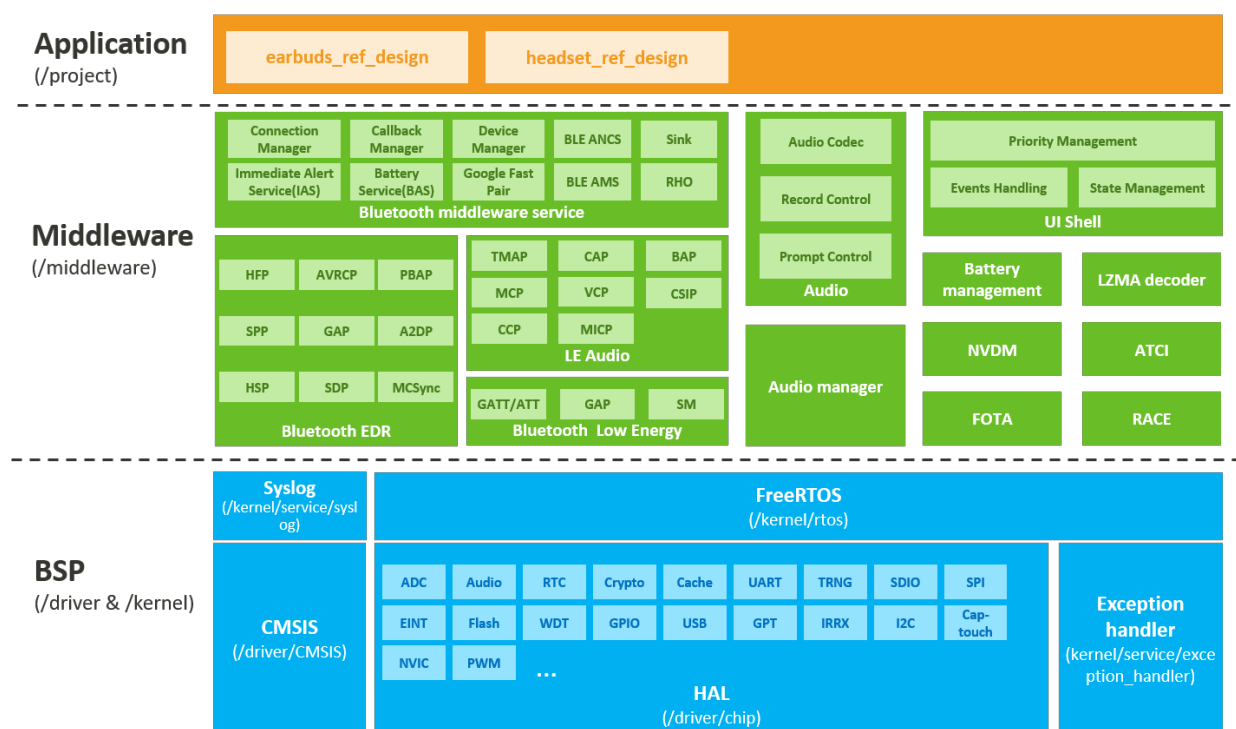 Application
(/project)
earbuds_ref_design
headset_ref_design
Middleware
(/middleware)
Connection
Manager
Callback
Manager
Device
Manager
BLE ANCS
Sink
Immediate Alert
Service(IAS)
Battery
Service(BAS)
Google Fast
Pair
BLE AMS
RHO
Bluetooth middleware service
HFP
AVRCP
PBAP
SPP
GAP
A2DP
HSP
SDP
MCSync
Bluetooth EDR
TMAP
CAP
BAP
MCP
VCP
CSIP
CCP
MICP
LE Audio
GATT/ATT
GAP
SM
Bluetooth Low Energy
Audio Codec
Record Control
Prompt Control
Audio
Audio manager
Priority Management
Events Handling
State Management
UI Shell
Battery
management
LZMA decoder
NVDM
ATCI
FOTA
RACE
BSP
(/driver & /kernel)
Syslog
(/kernel/service/sysl
og)
FreeRTOS
(/kernel/rtos)
CMSIS
(/driver/CMSIS)
ADC
Audio
RTC
Crypto
Cache
UART
TRNG
SDIO
SPI
EINT
Flash
WDT
GPIO
USB
GPT
IRRX
I2C
Cap-
touch
NVIC
PWM
...
HAL
(/driver/chip)
Exception
handler
(kernel/service/exce
ption_handler)